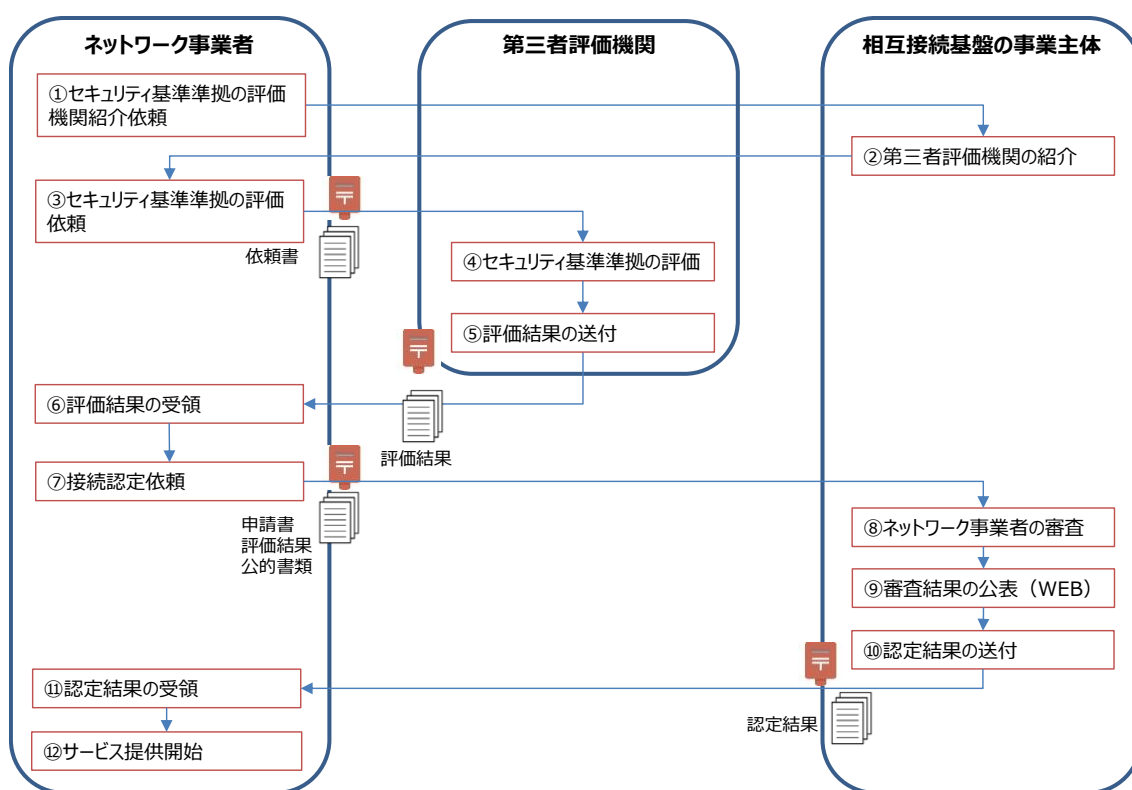 ネットワーク事業者
第三者評価機関
相互接続基盤の事業主体
①セキュリティ基準準拠の評価
機関紹介依頼
②第三者評価機関の紹介
③セキュリティ基準準拠の評価
依頼
依頼書
④セキュリティ基準準拠の評価
⑤評価結果の送付
⑥評価結果の受領
評価結果
⑦接続認定依頼
申請書
評価結果
公的書類
⑧ネットワーク事業者の審査
⑨審査結果の公表（WEB）
⑩認定結果の送付
⑪認定結果の受領
認定結果
⑫サービス提供開始